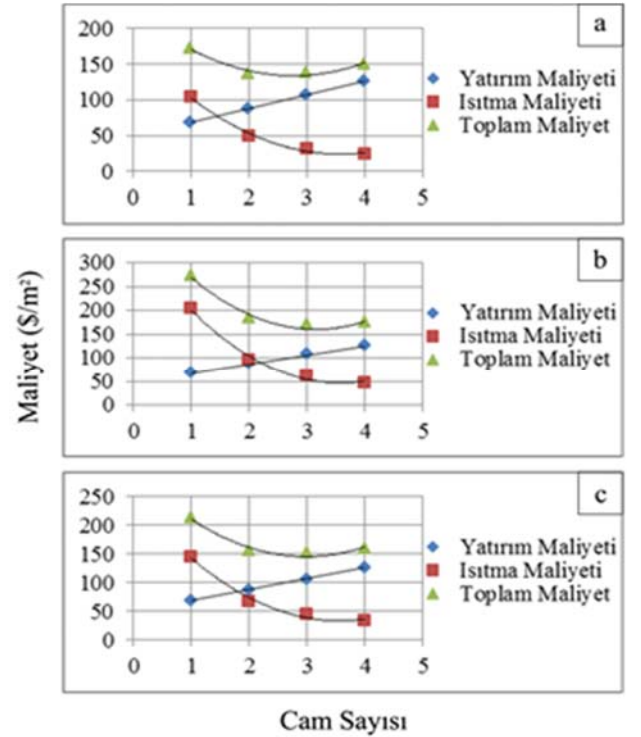 Maliyet ($/m²)
a
200
150
100
50
0
0 1 2 3 4 5
Yatırım Maliyeti
Isıtma Maliyeti
Toplam Maliyet
b
300
250
200
150
100
50
0
0 1 2 3 4 5
Yatırım Maliyeti
Isıtma Maliyeti
Toplam Maliyet
c
250
200
150
100
50
0
0 1 2 3 4 5
Yatırım Maliyeti
Isıtma Maliyeti
Toplam Maliyet
Cam Sayısı